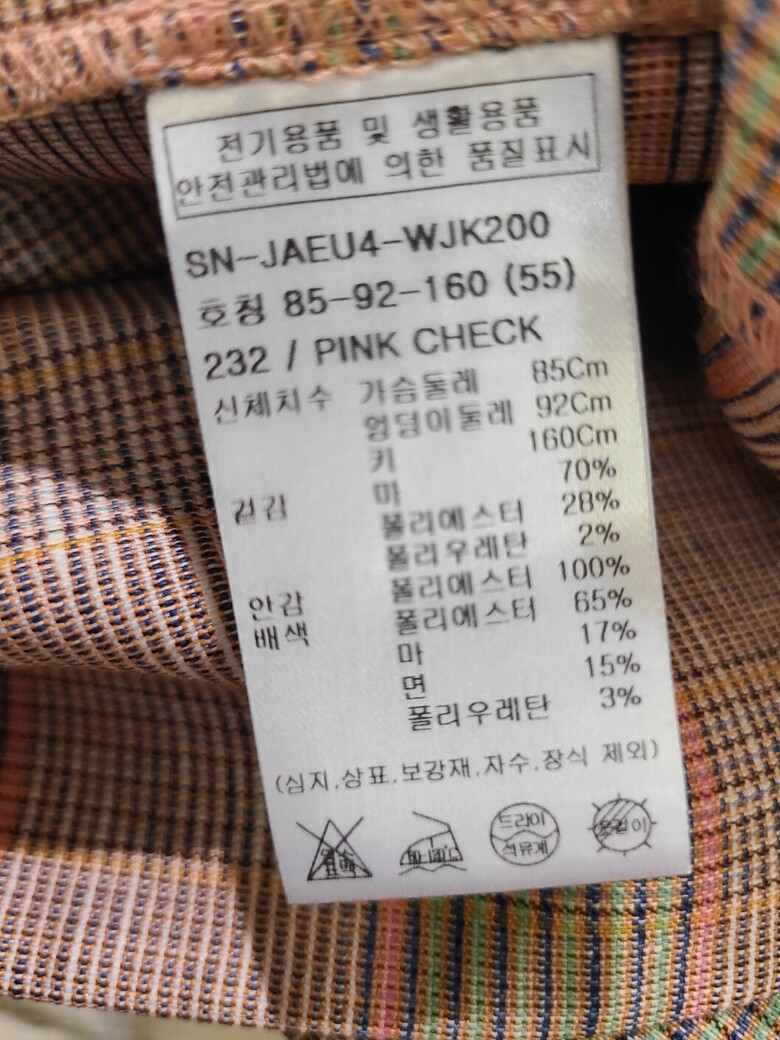 전기용품 및 생활용품
안전관리법에 의한 품질표시
SN-JAEU4-WJK200
호칭 85-92-160 (55)
232 / PINK CHECK
신체치수 가슴둘레 85Cm
엉덩이둘레 92Cm
키 160Cm
겉감 마 70%
폴리에스터 28%
폴리우레탄 2%
안감 폴리에스터 100%
배색 폴리에스터 65%
마 17%
면 15%
폴리우레탄 3%
(심지,상표,보강재,자수,장식 제외)
드라이
석유계
옷걸이